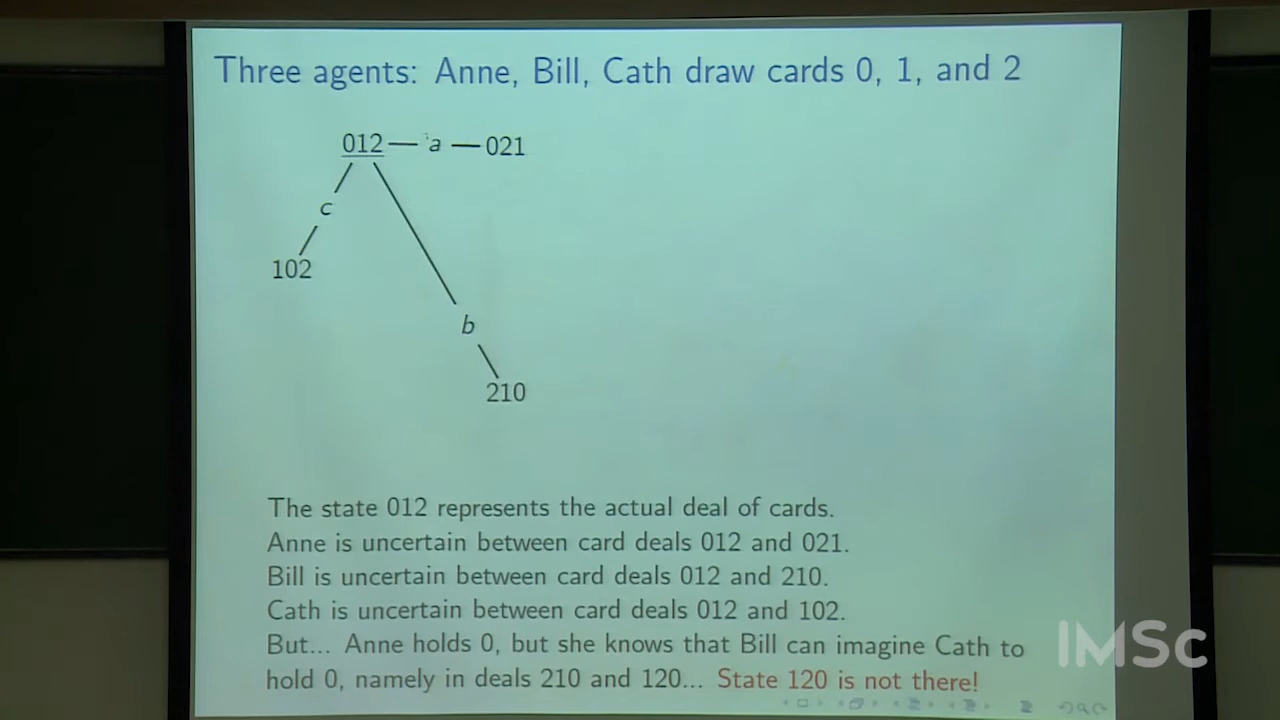 Three agents: Anne, Bill, Cath draw cards 0, 1, and 2
012 — a — 021
c
102
b
210
The state 012 represents the actual deal of cards.
Anne is uncertain between card deals 012 and 021.
Bill is uncertain between card deals 012 and 210.
Cath is uncertain between card deals 012 and 102.
But... Anne holds 0, but she knows that Bill can imagine Cath to
hold 0, namely in deals 210 and 120... State 120 is not there!
IMSc